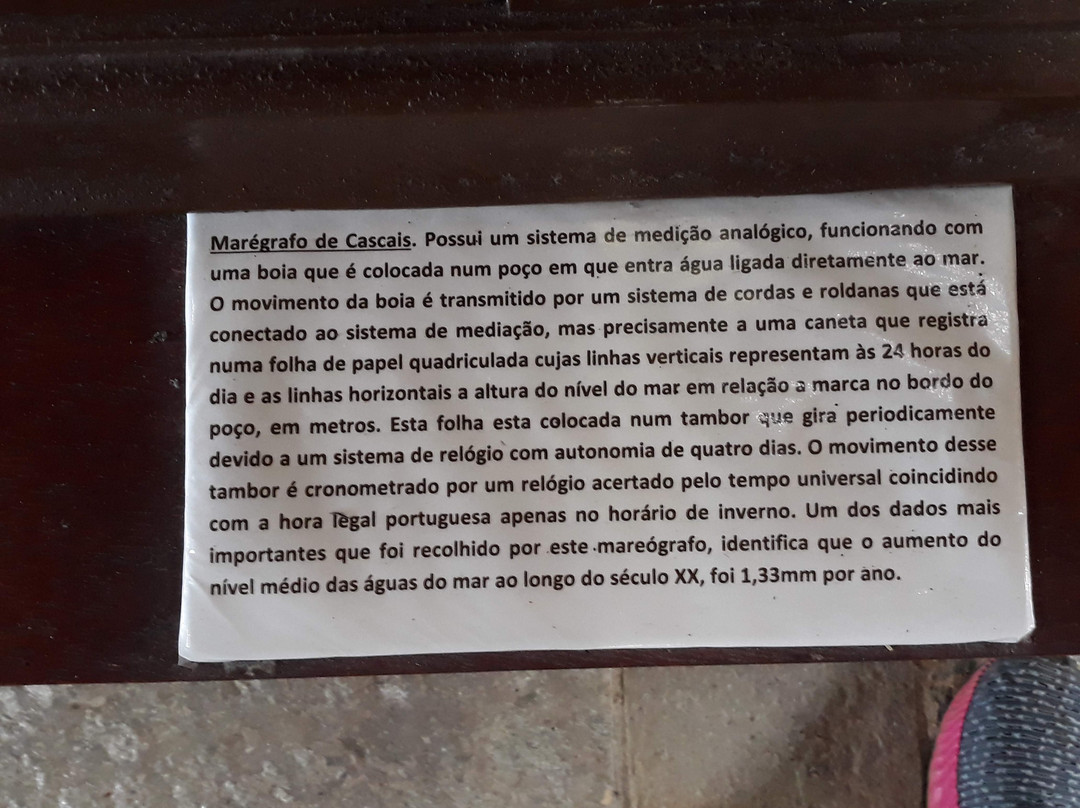 Marégrafo de Cascais. Possui um sistema de medição analógico, funcionando com
uma boia que é colocada num poço em que entra água ligada diretamente ao mar.
O movimento da boia é transmitido por um sistema de cordas e roldanas que está
conectado ao sistema de mediação, mas precisamente a uma caneta que registra
numa folha de papel quadriculada cujas linhas verticais representam às 24 horas do
dia e as linhas horizontais a altura do nível do mar em relação a marca no bordo do
poço, em metros. Esta folha esta colocada num tambor que gira periodicamente
devido a um sistema de relógio com autonomia de quatro dias. O movimento desse
tambor é cronometrado por um relógio acertado pelo tempo universal coincidindo
com a hora legal portuguesa apenas no horário de inverno. Um dos dados mais
importantes que foi recolhido por este mareógrafo, identifica que o aumento do
nível médio das águas do mar ao longo do século XX, foi 1,33mm por ano.